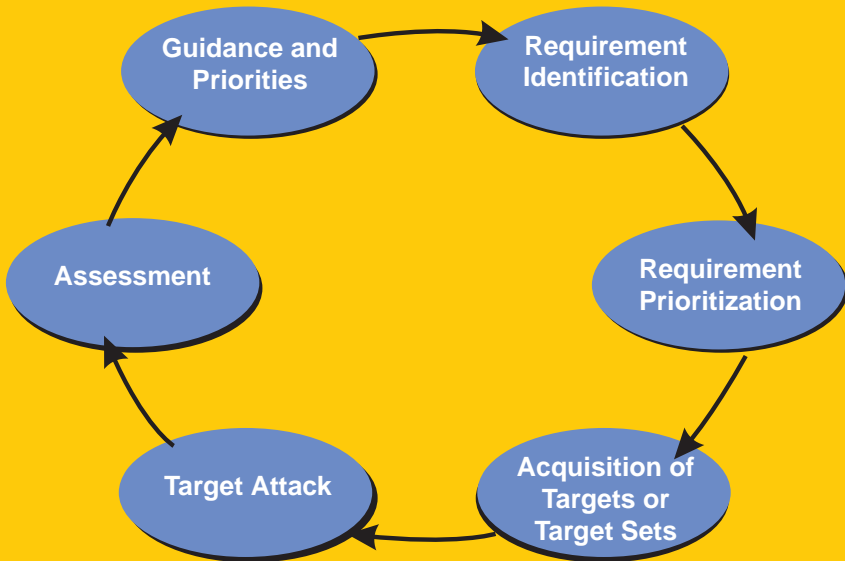 Guidance and
Priorities
Requirement
Identification
Requirement
Prioritization
Acquisition of
Targets or
Target Sets
Target Attack
Assessment